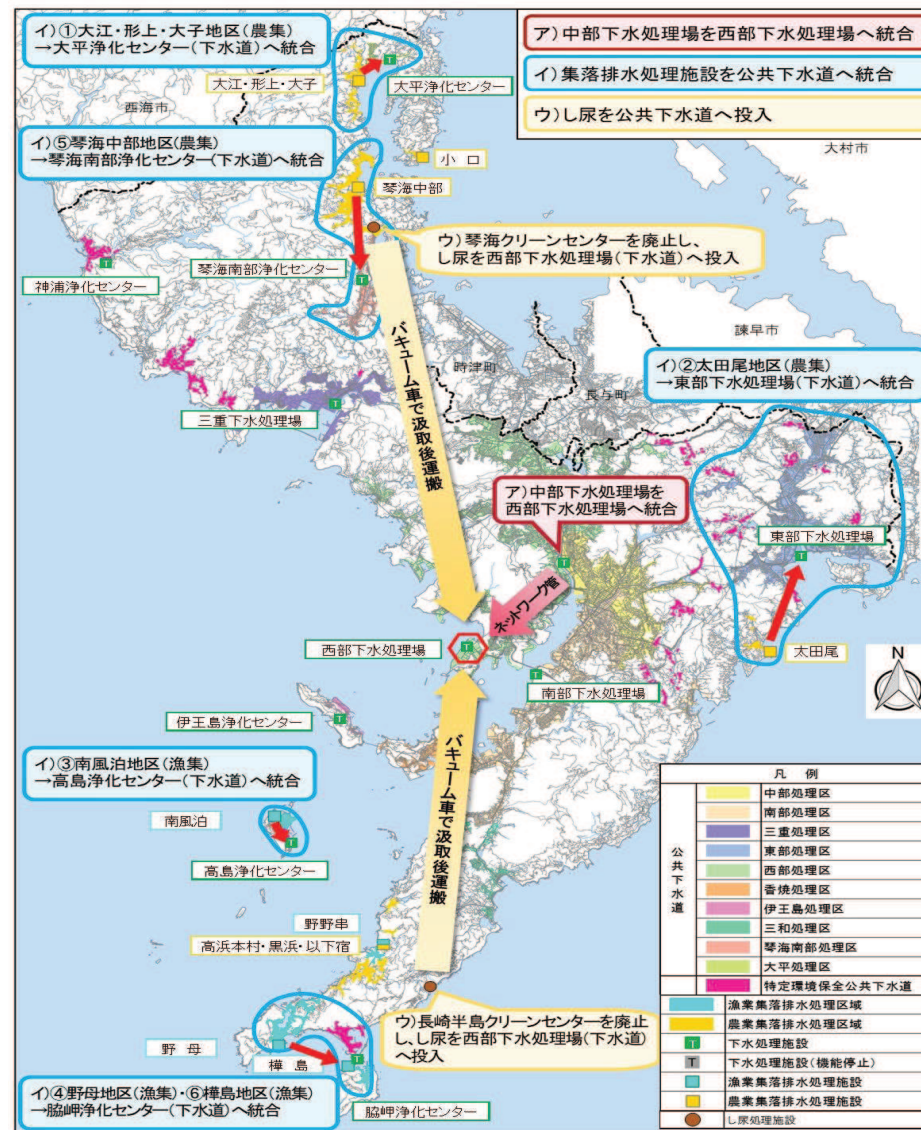 イ)①大江・形上・大子地区(農集)
→大平浄化センター(下水道)へ統合
ア)中部下水処理場を西部下水処理場へ統合
イ)集落排水処理施設を公共下水道へ統合
ウ)し尿を公共下水道へ投入
西海市
大江・形上・大子
大平浄化センター
大村市
イ)⑤琴海中部地区(農集)
→琴海南部浄化センター(下水道)へ統合
小口
琴海中部
ウ)琴海クリーンセンターを廃止し、
し尿を西部下水処理場(下水道)へ投入
琴海南部浄化センター
神浦浄化センター
諫早市
時津町
長与町
イ)②太田尾地区(農集)
→東部下水処理場(下水道)へ統合
三重下水処理場
バキューム車で汲取後運搬
ア)中部下水処理場を
西部下水処理場へ統合
東部下水処理場
ネットワーク管
西部下水処理場
太田尾
N
南部下水処理場
伊王島浄化センター
イ)③南風泊地区(漁集)
→高島浄化センター(下水道)へ統合
南風泊
高島浄化センター
バキューム車で汲取後運搬
野野串
高浜本村・黒浜・以下宿
ウ)長崎半島クリーンセンターを廃止
し、し尿を西部下水処理場(下水道)
へ投入
野母
樺島
脇岬浄化センター
イ)④野母地区(漁集)・⑥樺島地区(漁集)
→脇岬浄化センター(下水道)へ統合
凡例
公共下水道
中部処理区
南部処理区
三重処理区
東部処理区
西部処理区
香焼処理区
伊王島処理区
三和処理区
琴海南部処理区
大平処理区
特定環境保全公共下水道
漁業集落排水処理区域
農業集落排水処理区域
T 下水処理施設
T 下水処理施設(機能停止)
漁業集落排水処理施設
農業集落排水処理施設
し尿処理施設